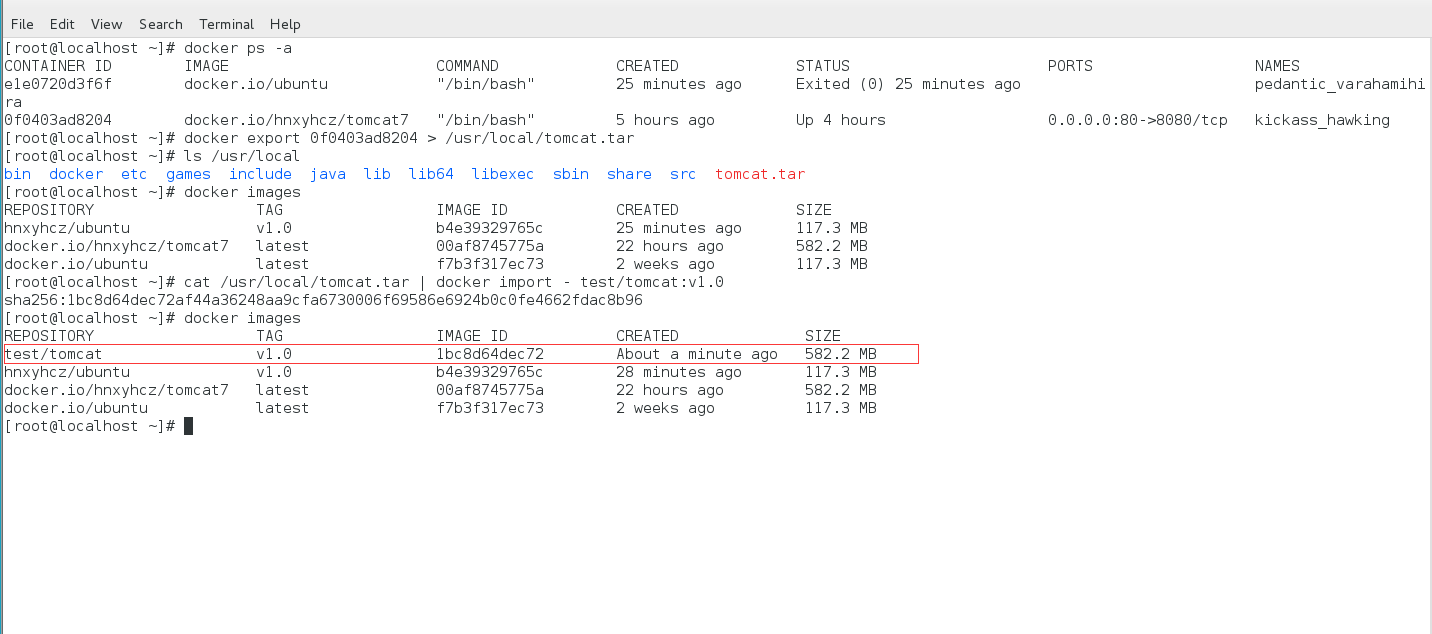 File Edit View Search Terminal Help
[root@localhost ~]# docker ps -a
CONTAINER ID IMAGE COMMAND CREATED STATUS PORTS NAMES
e1e0720d3f6f docker.io/ubuntu "/bin/bash" 25 minutes ago Exited (0) 25 minutes ago pedantic_varahamihi
ra
0f0403ad8204 docker.io/hnxyhcz/tomcat7 "/bin/bash" 5 hours ago Up 4 hours 0.0.0.0:80->8080/tcp kickass_hawking
[root@localhost ~]# docker export 0f0403ad8204 > /usr/local/tomcat.tar
[root@localhost ~]# ls /usr/local
bin docker etc games include java lib lib64 libexec sbin share src tomcat.tar
[root@localhost ~]# docker images
REPOSITORY TAG IMAGE ID CREATED SIZE
hnxyhcz/ubuntu v1.0 b4e39329765c 25 minutes ago 117.3 MB
docker.io/hnxyhcz/tomcat7 latest 00af8745775a 22 hours ago 582.2 MB
docker.io/ubuntu latest f7b3f317ec73 2 weeks ago 117.3 MB
[root@localhost ~]# cat /usr/local/tomcat.tar | docker import - test/tomcat:v1.0
sha256:1bc8d64dec72af44a36248aa9cfa6730006f69586e6924b0c0fe4662fdac8b96
[root@localhost ~]# docker images
REPOSITORY TAG IMAGE ID CREATED SIZE
test/tomcat v1.0 1bc8d64dec72 About a minute ago 582.2 MB
hnxyhcz/ubuntu v1.0 b4e39329765c 28 minutes ago 117.3 MB
docker.io/hnxyhcz/tomcat7 latest 00af8745775a 22 hours ago 582.2 MB
docker.io/ubuntu latest f7b3f317ec73 2 weeks ago 117.3 MB
[root@localhost ~]#